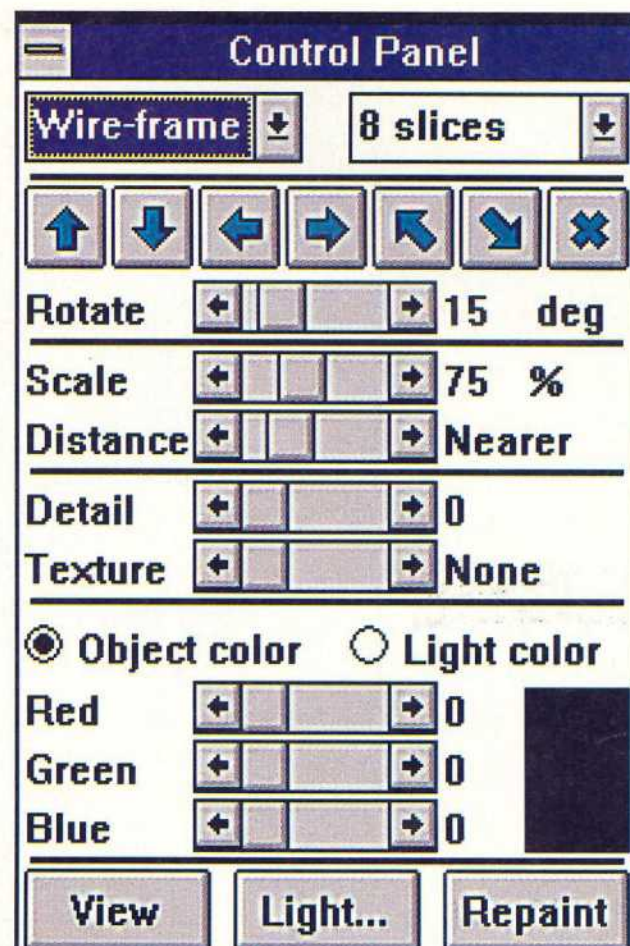 Control Panel
Wire-frame 8 slices
Rotate 15 deg
Scale 75 %
Distance Nearer
Detail 0
Texture None
Object color Light color
Red 0
Green 0
Blue 0
View Light... Repaint